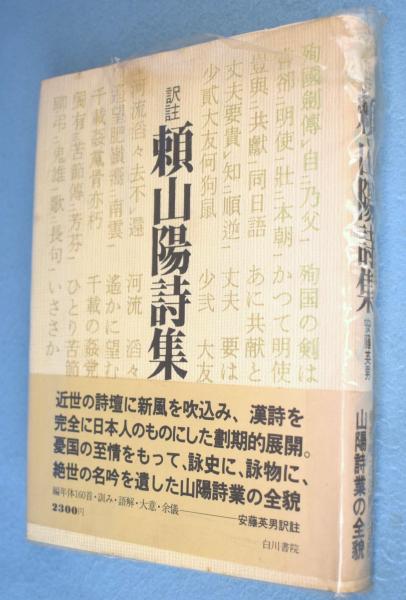 訳註
頼山陽詩集
殉國劍傳自乃父 殉国の剣は
嘗卻明使壯本朝 かつて明使
豈與共獻同日語 あに共献と
丈夫要貴知順逆 丈夫 要は
少貳大友何狗鼠 少弐 大友
河流滔々去不還 河流 滔々
遥望肥嶺嚮南雲 遥かに望む
千載姦黨骨亦朽 千載の姦党
獨有苦節傳芳芬 ひとり苦節
聊弔鬼雄歌長句 いささか
近世の詩壇に新風を吹込み、漢詩を
完全に日本人のものにした劃期的展開。
憂国の至情をもって、詠史に、詠物に、
絶世の名吟を遺した山陽詩業の全貌
編年体160首・訓み・語解・大意・余儀
安藤英男訳註
2300円
白川書院
頼山陽詩集
安藤英男
山陽詩業の全貌